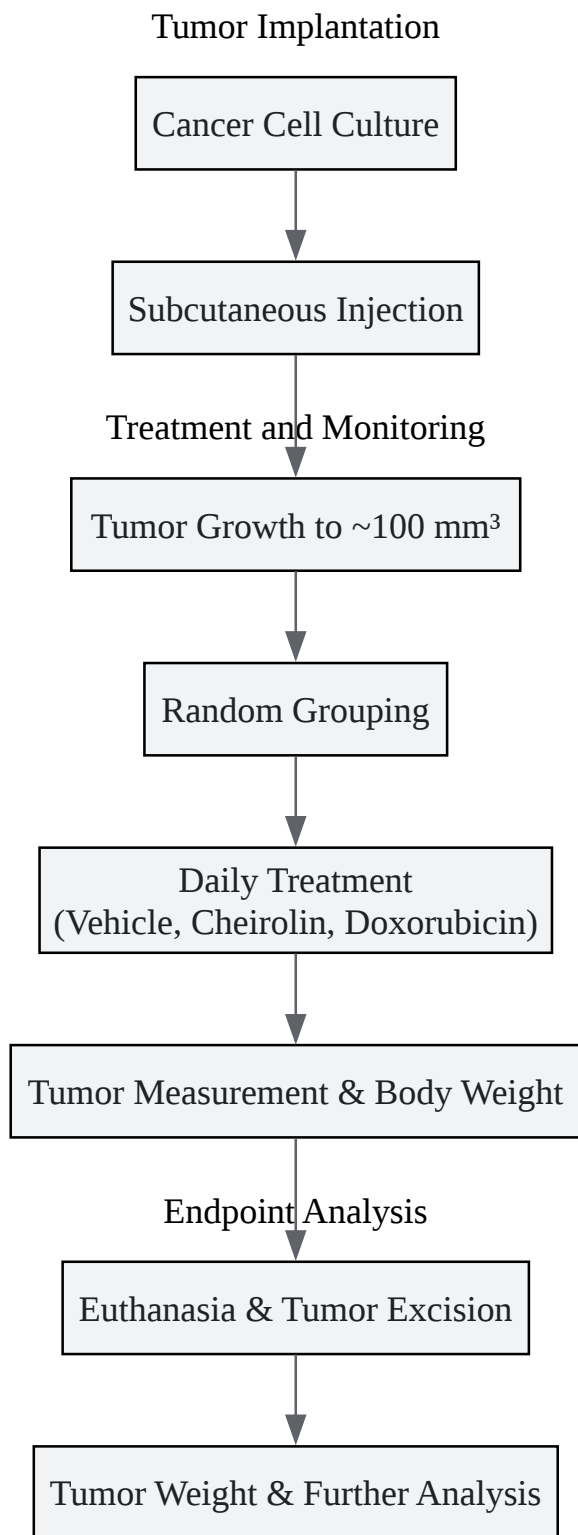 Tumor Implantation
Cancer Cell Culture
Subcutaneous Injection
Treatment and Monitoring
Tumor Growth to ~100 mm³
Random Grouping
Daily Treatment
(Vehicle, Cheirolin, Doxorubicin)
Tumor Measurement & Body Weight
Endpoint Analysis
Euthanasia & Tumor Excision
Tumor Weight & Further Analysis